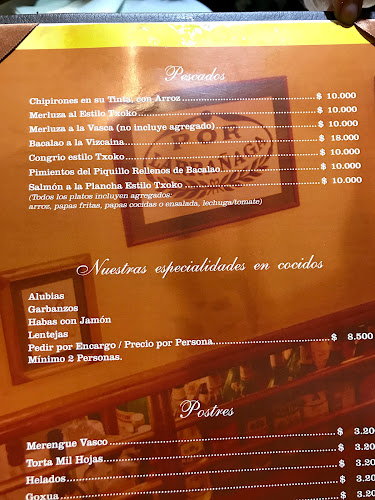 Pescados
Chipirones en su Tinta, con Arroz $ 10.000
Merluza al Estilo Txoko $ 10.000
Merluza a la Vasca (no incluye agregado) $ 10.000
Bacalao a la Vizcaina $ 18.000
Congrio estilo Txoko $ 10.000
Pimientos del Piquillo Rellenos de Bacalao $ 10.000
Salmón a la Plancha Estilo Txoko $ 10.000
(Todos los platos incluyen agregados:
arroz, papas fritas, papas cocidas o ensalada, lechuga/tomate)
Nuestras especialidades en cocidos
Alubias
Garbanzos
Habas con Jamón
Lentejas
Pedir por Encargo / Precio por Persona $ 8.500
Mínimo 2 Personas.
Postres
Merengue Vasco $ 3.20
Torta Mil Hojas $ 3.20
Helados $ 3.20
Goxua $ 3.20